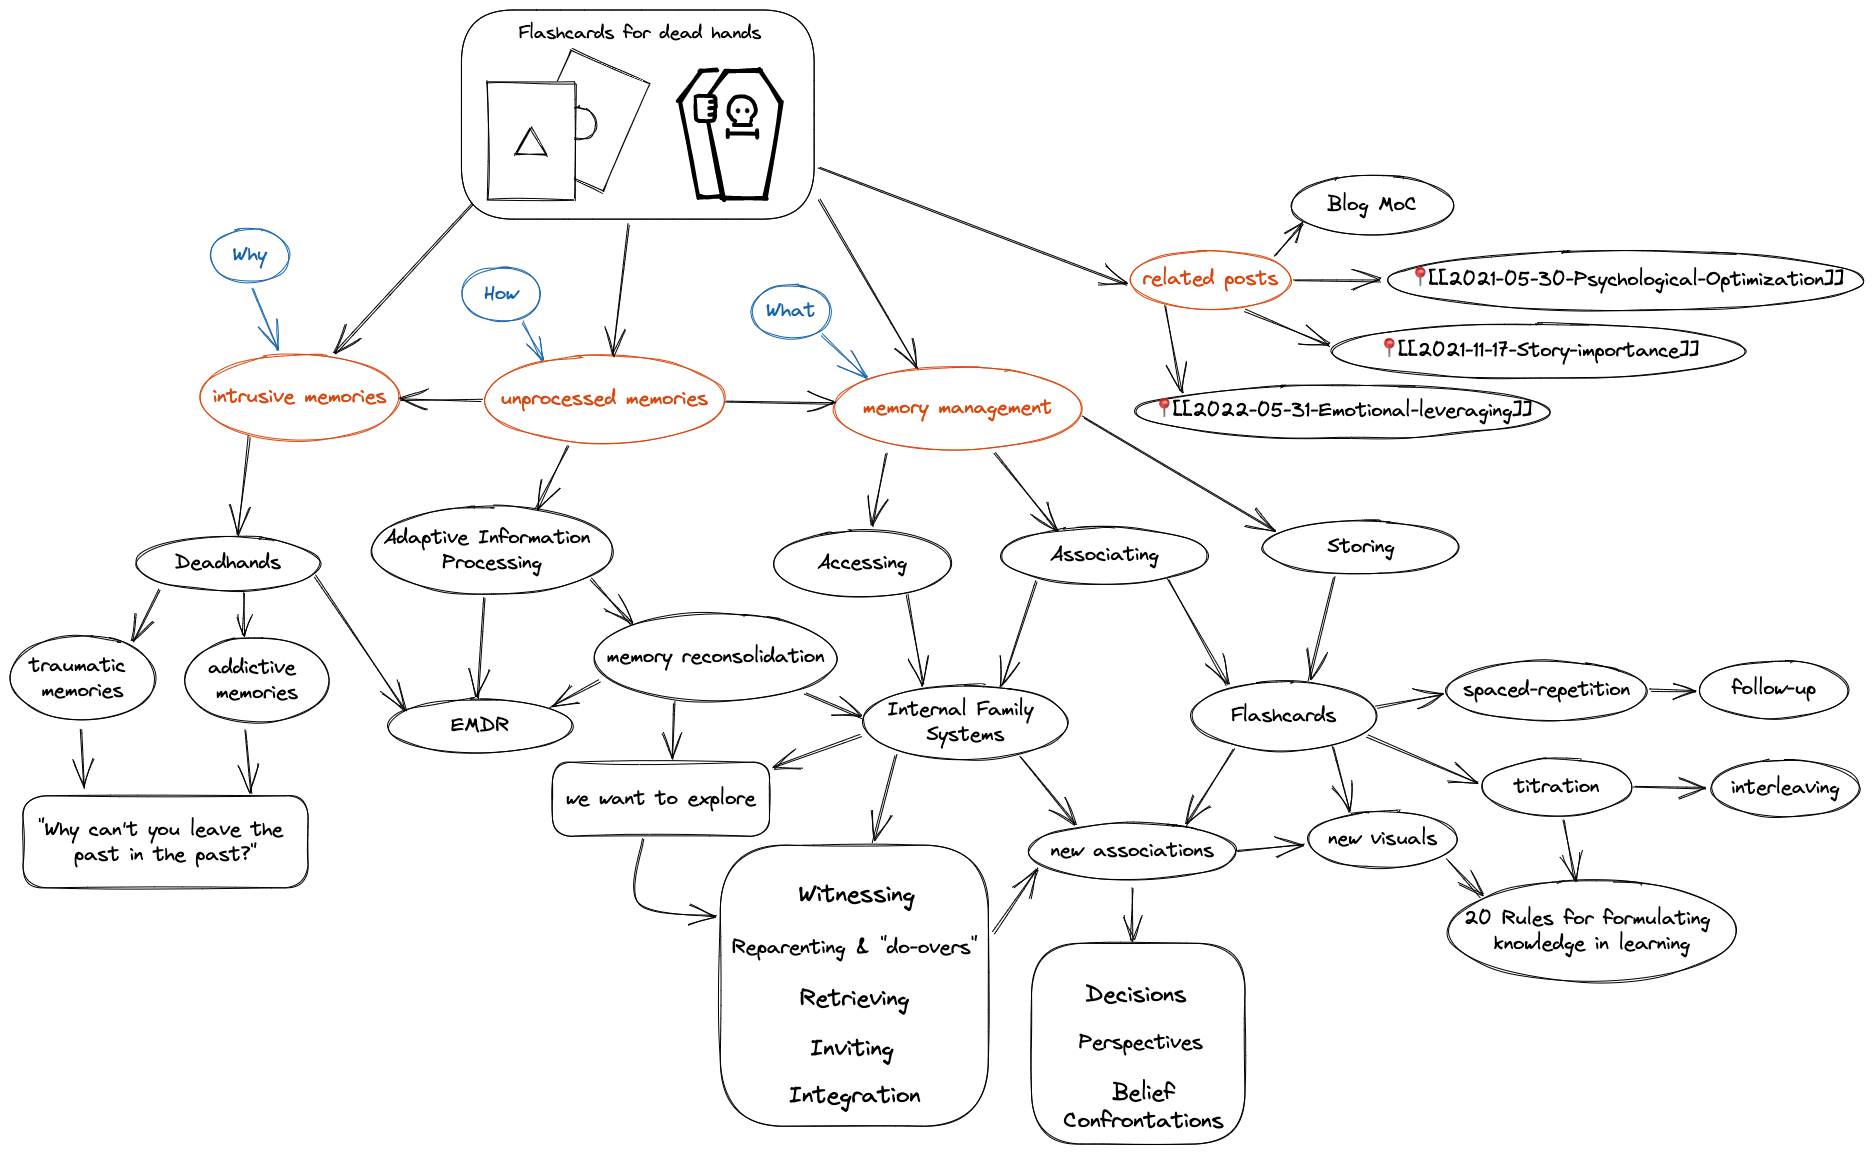 Flashcards for dead hands
Why
How
What
Blog MoC
related posts
[[2021-05-30-Psychological-Optimization]]
[[2021-11-17-Story-importance]]
[[2022-05-31-Emotional-leveraging]]
intrusive memories
unprocessed memories
memory management
Deadhands
Adaptive Information
Processing
Accessing
Associating
Storing
traumatic
memories
addictive
memories
memory reconsolidation
EMDR
Internal Family
Systems
Flashcards
spaced-repetition
follow-up
we want to explore
titration
interleaving
"Why can't you leave the
past in the past?"
new associations
new visuals
Witnessing
Reparenting & "do-overs"
Retrieving
Inviting
Integration
20 Rules for formulating
knowledge in learning
Decisions
Perspectives
Belief
Confrontations